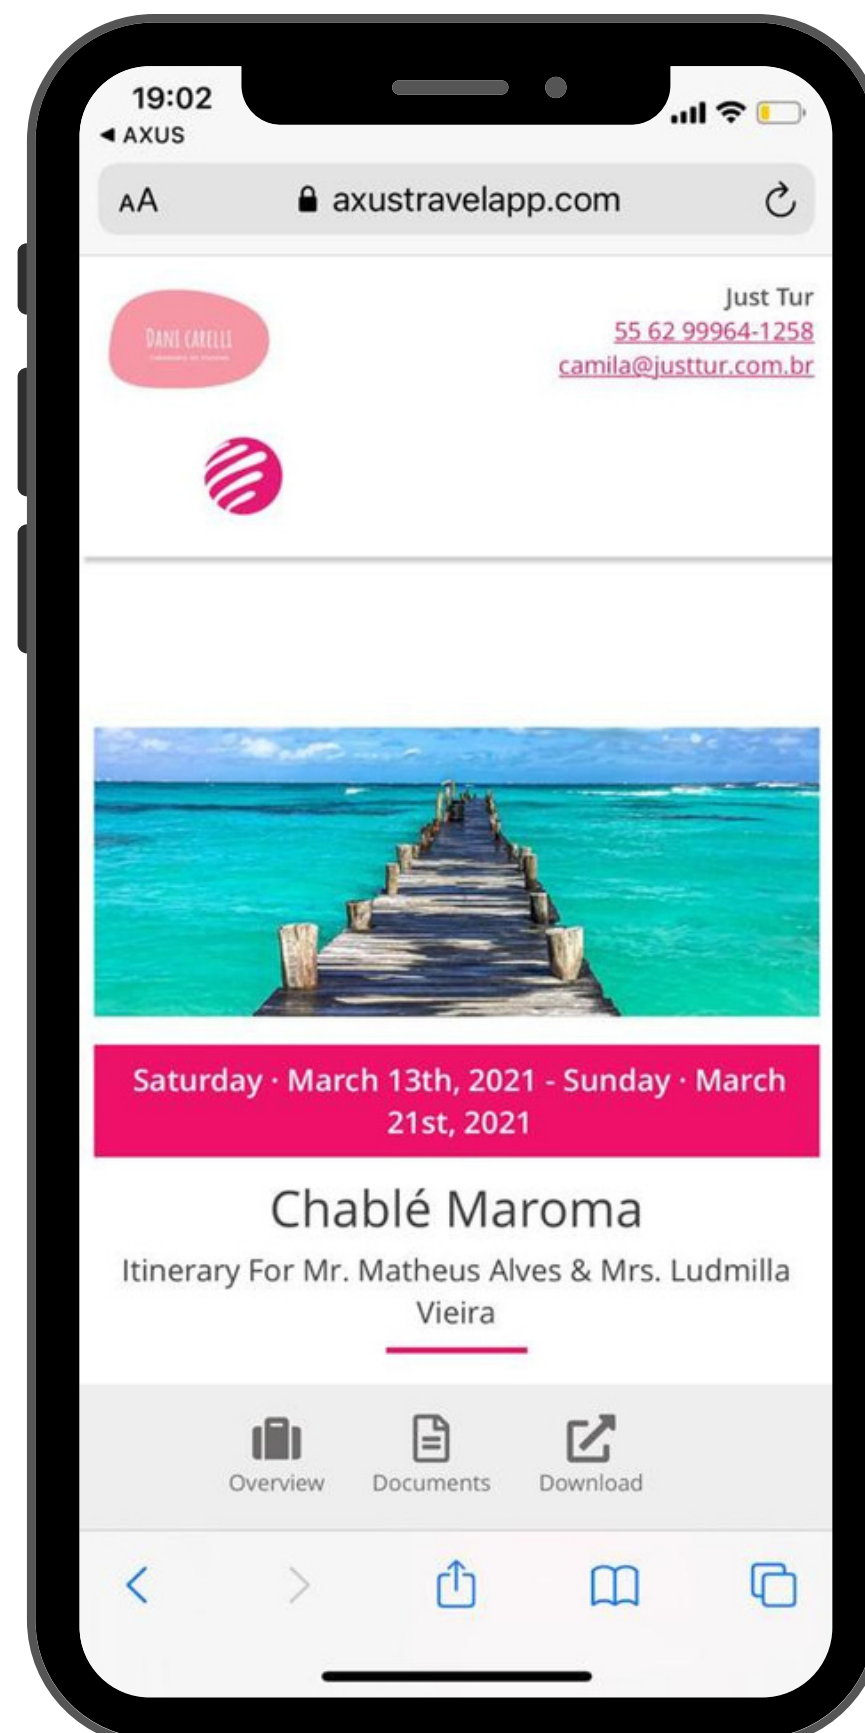 19:02
◀ AXUS
AA axustravelapp.com
DANI CARELLI
Just Tur
55 62 99964-1258
camila@justtur.com.br
Saturday · March 13th, 2021 - Sunday · March
21st, 2021
Chablé Maroma
Itinerary For Mr. Matheus Alves & Mrs. Ludmilla
Vieira
Overview Documents Download